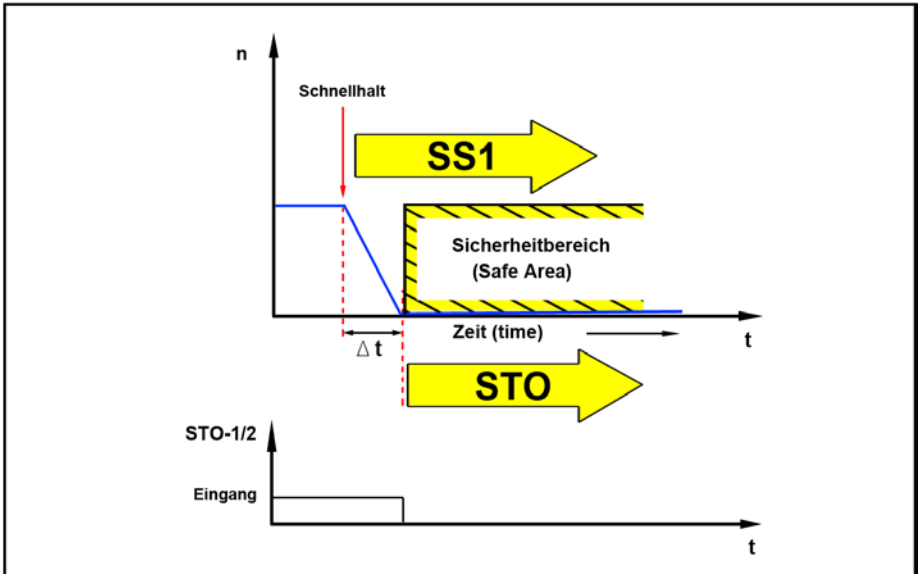 n
Schnellhalt
SS1
Sicherheitbereich
(Safe Area)
Zeit (time)
t
Δ t
STO
STO-1/2
Eingang
t